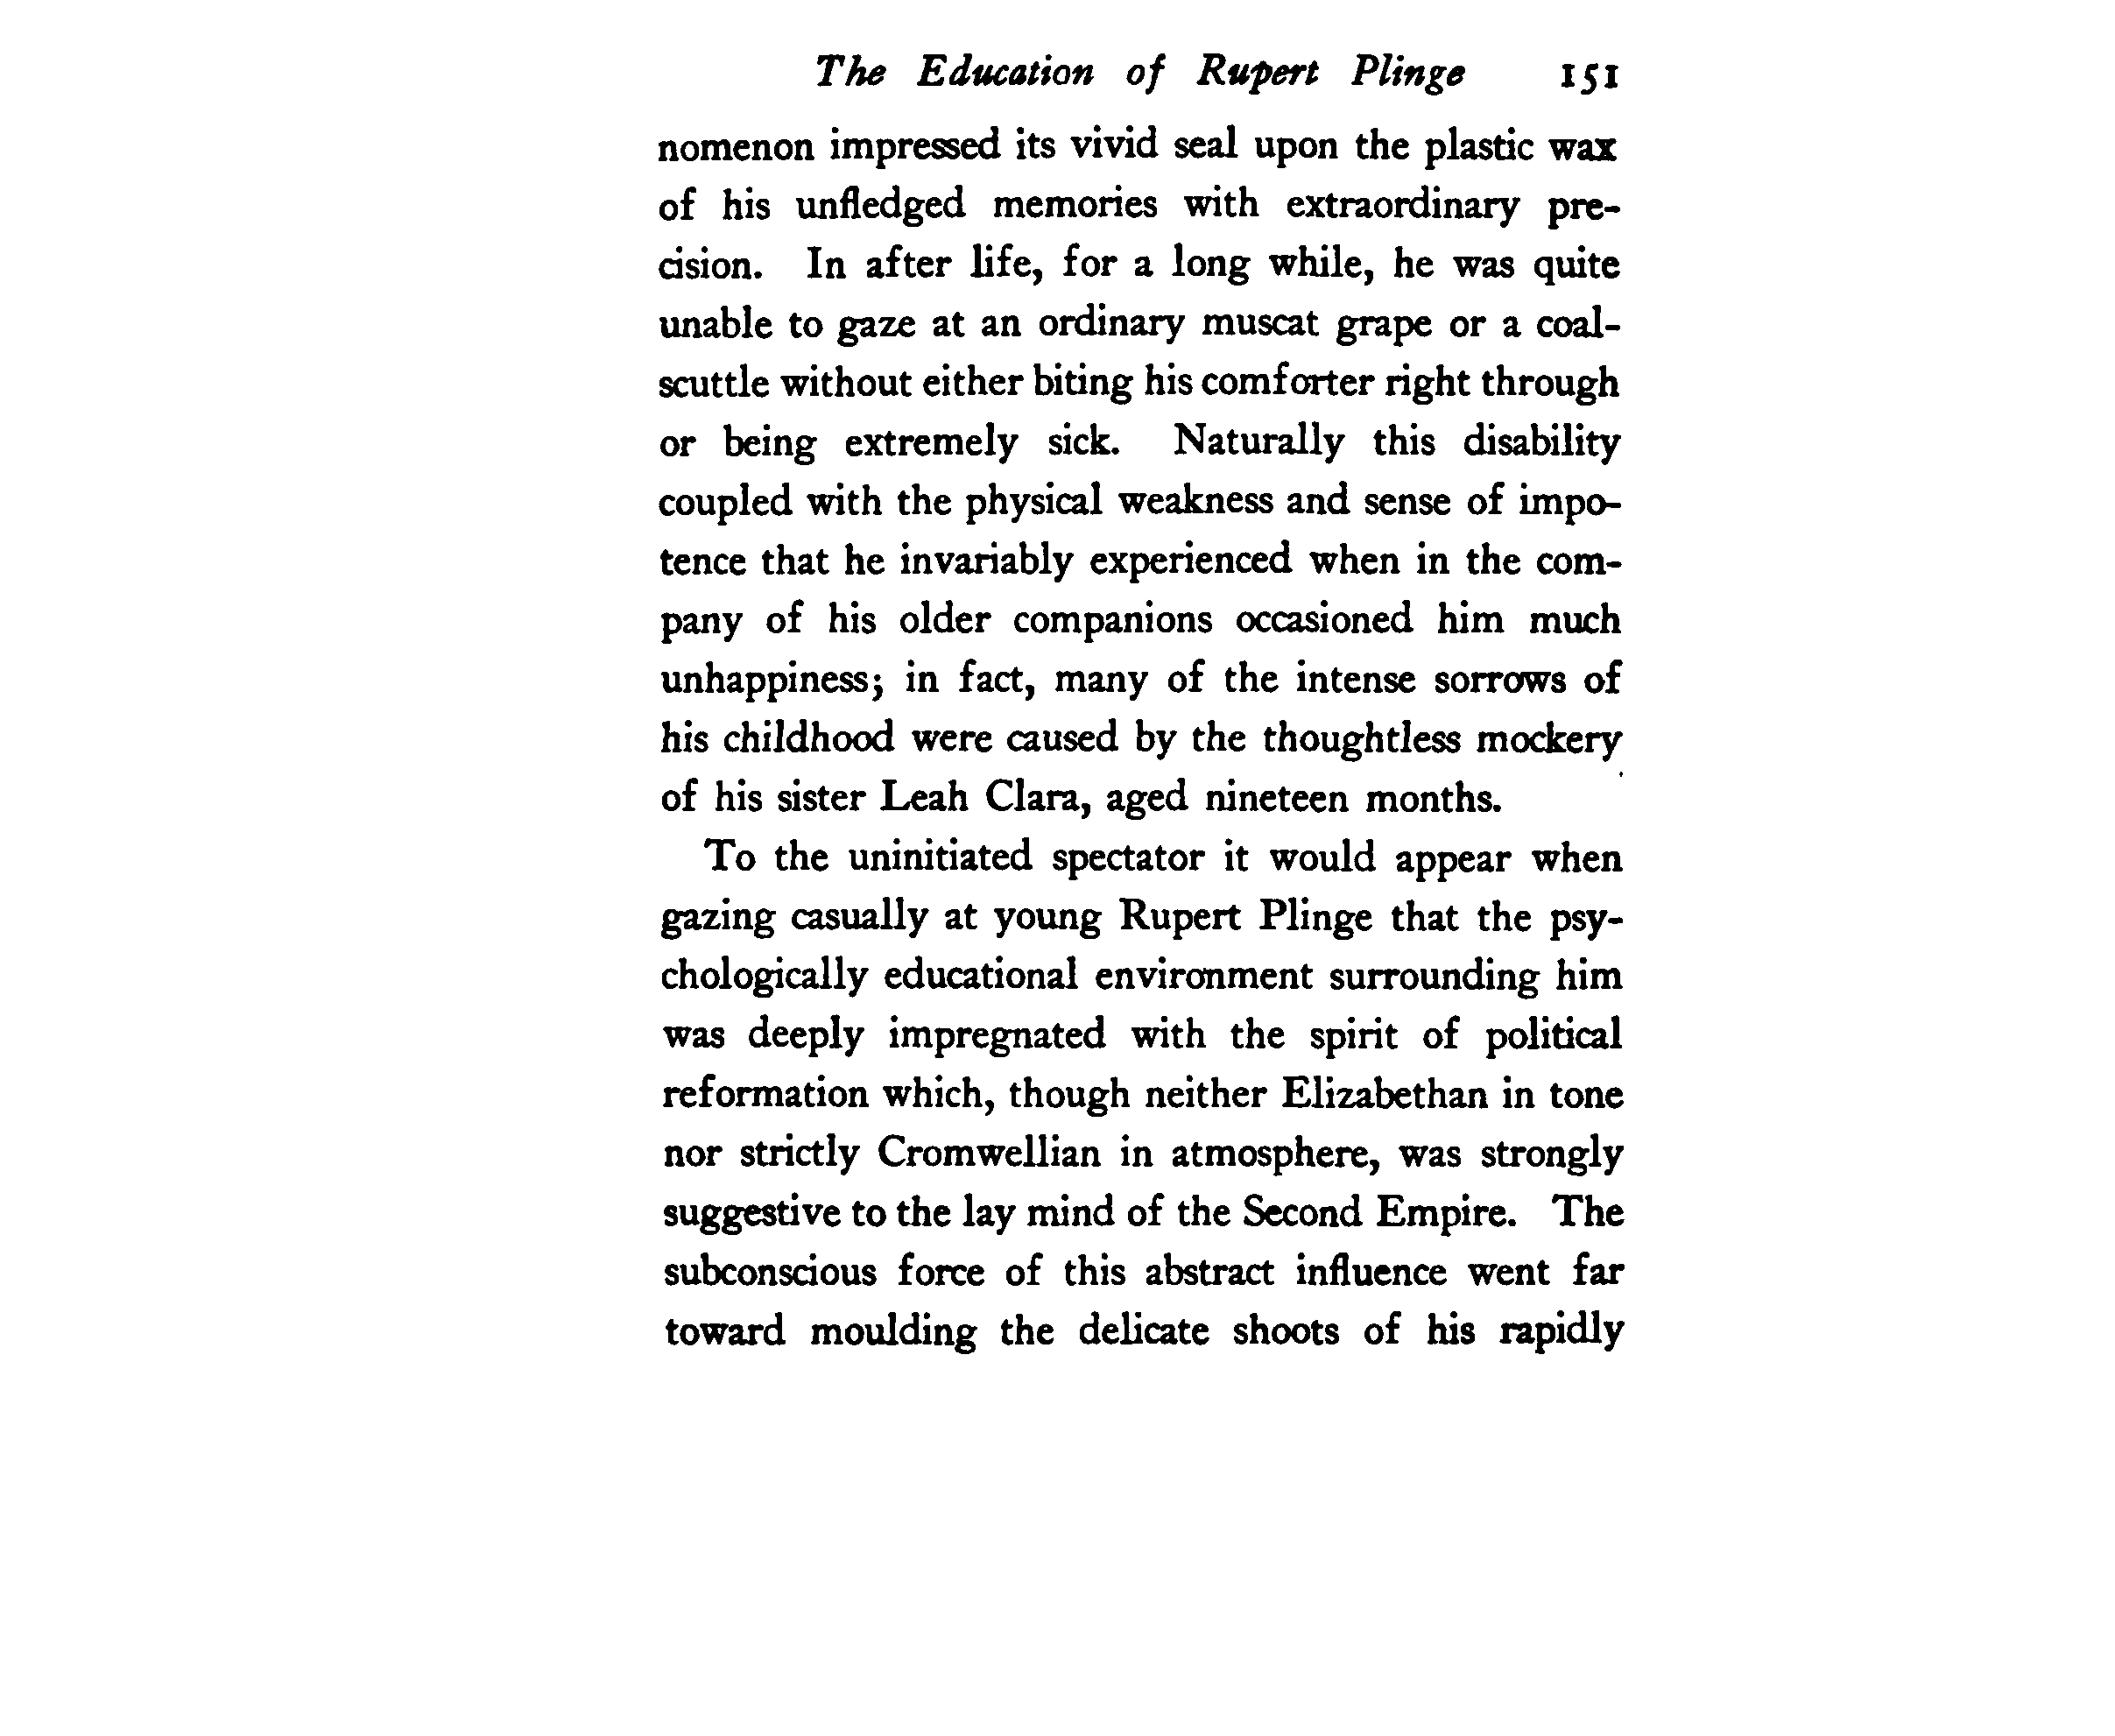 The Education of Rupert Plinge 151
nomenon impressed its vivid seal upon the plastic wax
of his unfledged memories with extraordinary pre-
cision. In after life, for a long while, he was quite
unable to gaze at an ordinary muscat grape or a coal-
scuttle without either biting his comforter right through
or being extremely sick. Naturally this disability
coupled with the physical weakness and sense of impo-
tence that he invariably experienced when in the com-
pany of his older companions occasioned him much
unhappiness; in fact, many of the intense sorrows of
his childhood were caused by the thoughtless mockery
of his sister Leah Clara, aged nineteen months.
To the uninitiated spectator it would appear when
gazing casually at young Rupert Plinge that the psy-
chologically educational environment surrounding him
was deeply impregnated with the spirit of political
reformation which, though neither Elizabethan in tone
nor strictly Cromwellian in atmosphere, was strongly
suggestive to the lay mind of the Second Empire. The
subconscious force of this abstract influence went far
toward moulding the delicate shoots of his rapidly